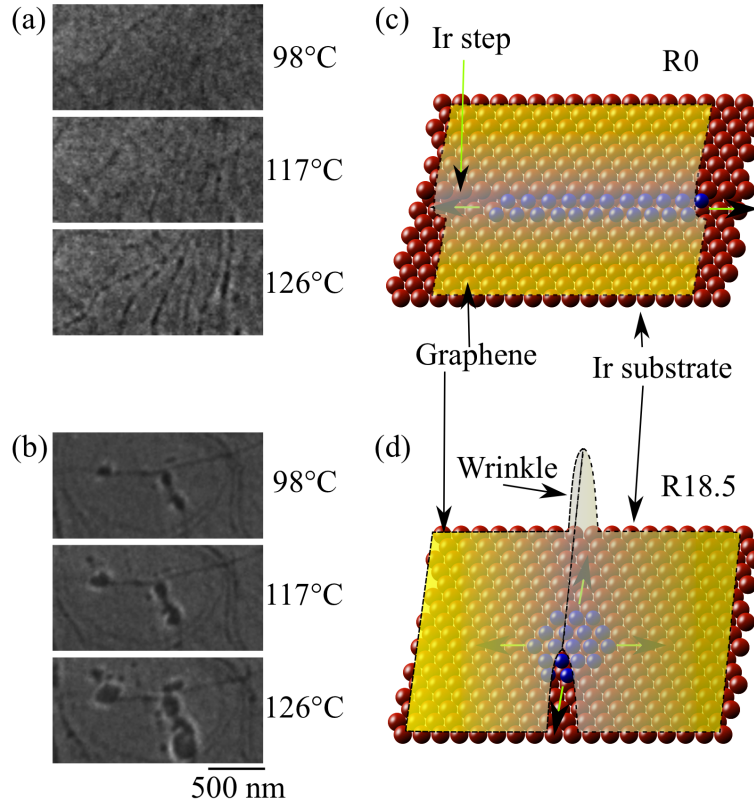 (a)
98°C
117°C
126°C
(b)
98°C
117°C
126°C
500 nm
(c)
Ir step
R0
Graphene
Ir substrate
(d)
Wrinkle
R18.5